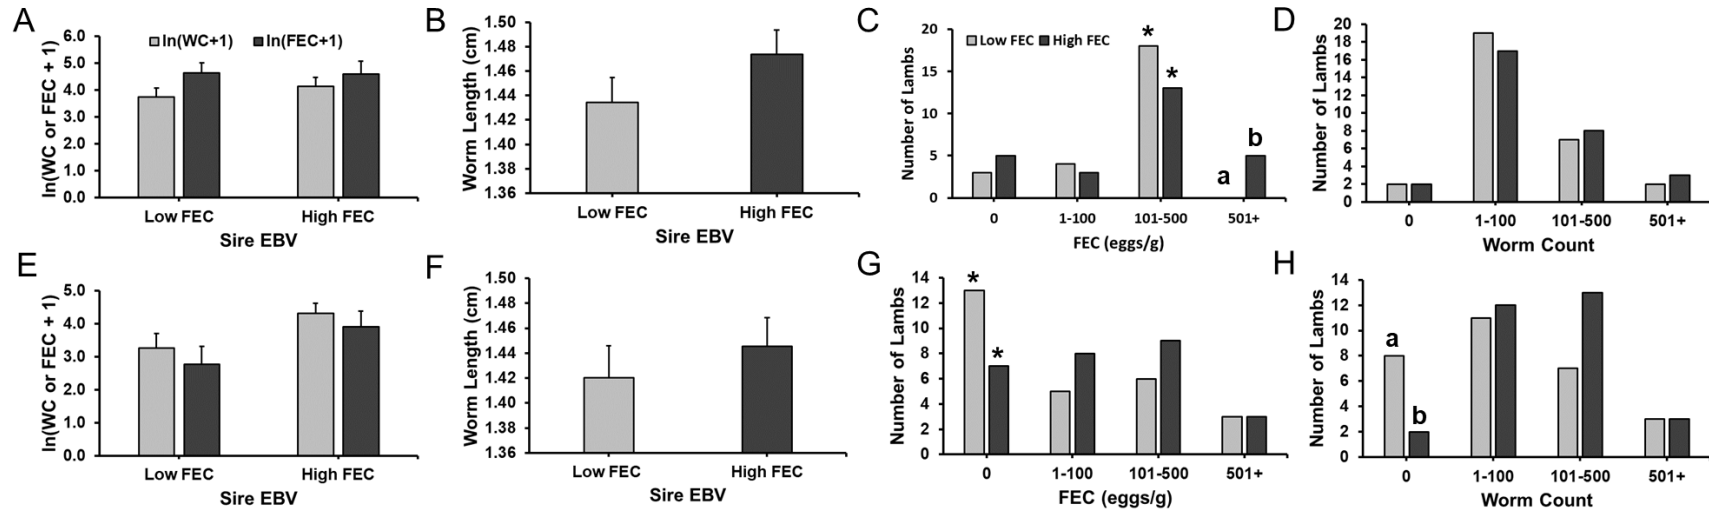 A
ln(WC or FEC + 1)
6.0
5.0
4.0
3.0
2.0
1.0
0.0
ln(WC+1) ln(FEC+1)
Low FEC High FEC
Sire EBV
B
Worm Length (cm)
1.50
1.48
1.46
1.44
1.42
1.40
1.38
1.36
Low FEC High FEC
Sire EBV
C
Number of Lambs
20
15
10
5
0
Low FEC High FEC
*
*
a
b
0 1-100 101-500 501+
FEC (eggs/g)
D
Number of Lambs
20
18
16
14
12
10
8
6
4
2
0
0 1-100 101-500 501+
Worm Count
E
ln(WC or FEC + 1)
5.0
4.0
3.0
2.0
1.0
0.0
Low FEC High FEC
Sire EBV
F
Worm Length (cm)
1.50
1.48
1.46
1.44
1.42
1.40
1.38
1.36
Low FEC High FEC
Sire EBV
G
Number of Lambs
14
12
10
8
6
4
2
0
*
*
0 1-100 101-500 501+
FEC (eggs/g)
H
Number of Lambs
14
12
10
8
6
4
2
0
a
b
0 1-100 101-500 501+
Worm Count